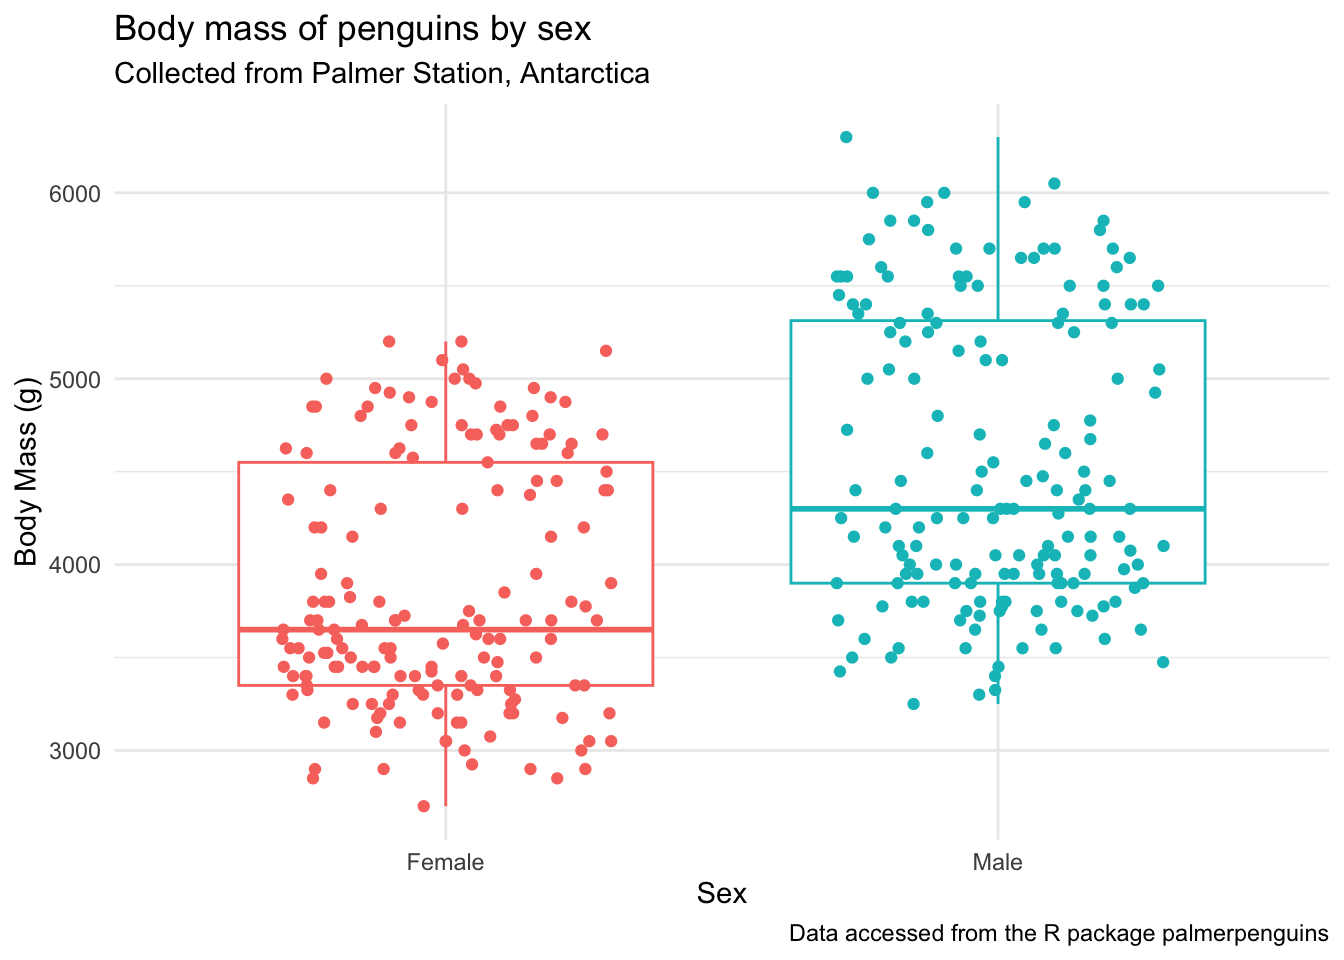 Body mass of penguins by sex
Collected from Palmer Station, Antarctica
6000
5000
4000
3000
Body Mass (g)
Female
Male
Sex
Data accessed from the R package palmerpenguins